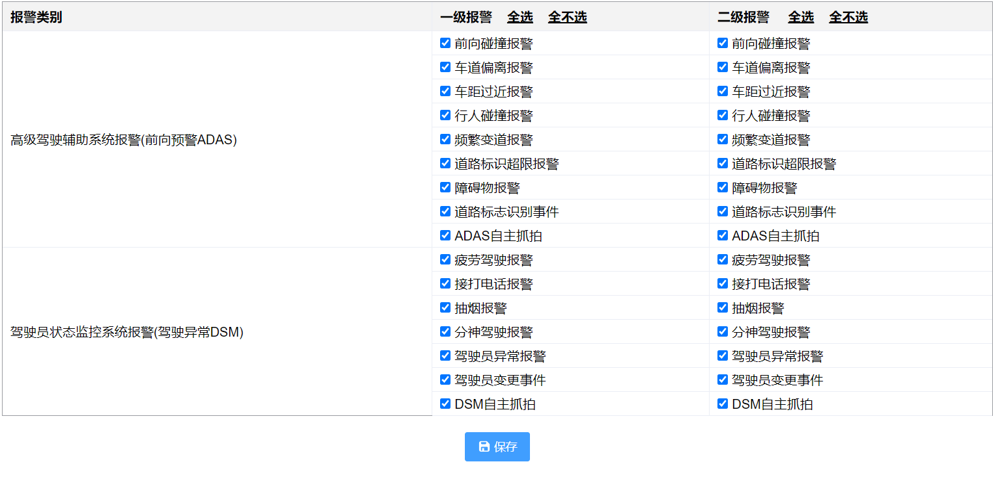 报警类别 一级报警 全选 全不选 二级报警 全选 全不选
前向碰撞报警 前向碰撞报警
车道偏离报警 车道偏离报警
车距过近报警 车距过近报警
行人碰撞报警 行人碰撞报警
高级驾驶辅助系统报警(前向预警ADAS) 频繁变道报警 频繁变道报警
道路标识超限报警 道路标识超限报警
障碍物报警 障碍物报警
道路标志识别事件 道路标志识别事件
ADAS自主抓拍 ADAS自主抓拍
疲劳驾驶报警 疲劳驾驶报警
接打电话报警 接打电话报警
抽烟报警 抽烟报警
驾驶员状态监控系统报警(驾驶异常DSM) 分神驾驶报警 分神驾驶报警
驾驶员异常报警 驾驶员异常报警
驾驶员变更事件 驾驶员变更事件
DSM自主抓拍 DSM自主抓拍
保存